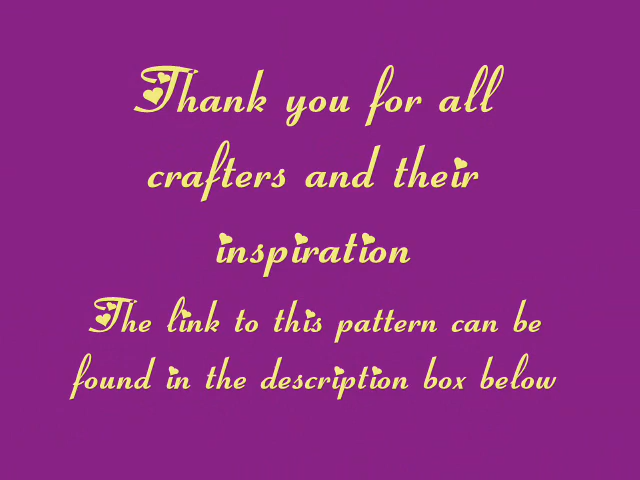 Thank you for all
crafters and their
inspiration
The link to this pattern can be
found in the description box below